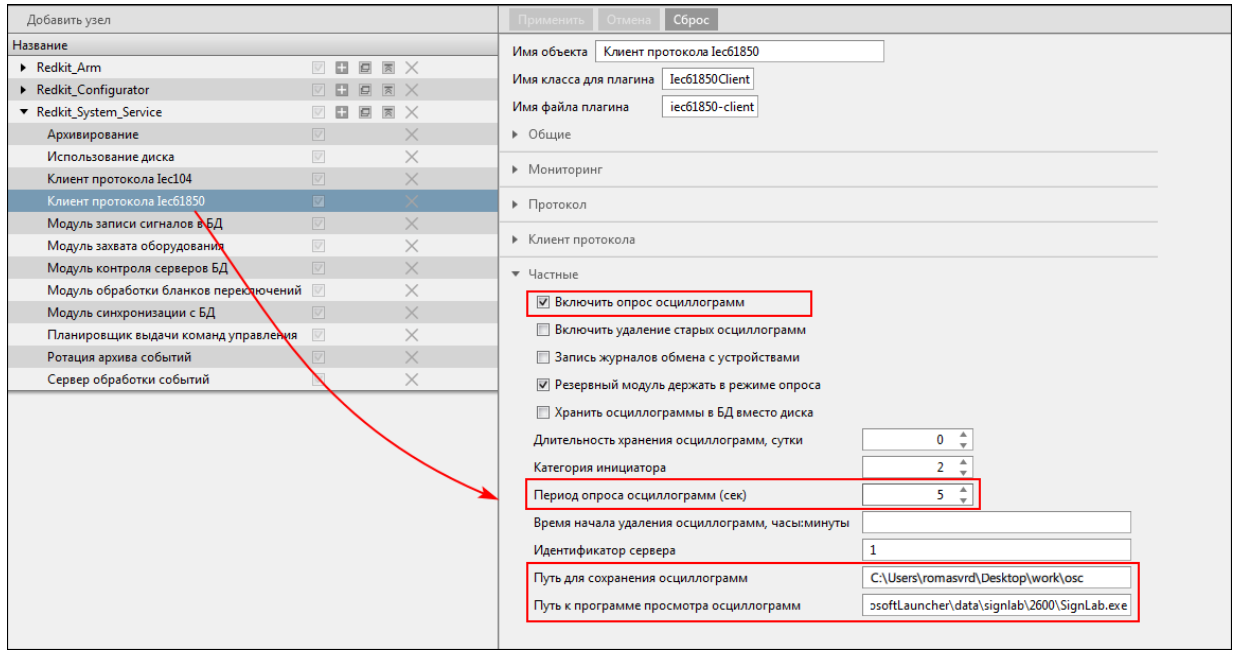 Добавить узел
Название
Redkit_Arm
Redkit_Configurator
Redkit_System_Service
Архивирование
Использование диска
Клиент протокола Iec104
Клиент протокола Iec61850
Модуль записи сигналов в БД
Модуль захвата оборудования
Модуль контроля серверов БД
Модуль обработки бланков переключений
Модуль синхронизации с БД
Планировщик выдачи команд управления
Ротация архива событий
Сервер обработки событий
Применить Отмена Сброс
Имя объекта Клиент протокола Iec61850
Имя класса для плагина Iec61850Client
Имя файла плагина iec61850-client
Общие
Мониторинг
Протокол
Клиент протокола
Частные
Включить опрос осциллограмм
Включить удаление старых осциллограмм
Запись журналов обмена с устройствами
Резервный модуль держать в режиме опроса
Хранить осциллограммы в БД вместо диска
Длительность хранения осциллограмм, сутки 0
Категория инициатора 2
Период опроса осциллограмм (сек) 5
Время начала удаления осциллограмм, часы:минуты
Идентификатор сервера 1
Путь для сохранения осциллограмм C:\Users\romasvrd\Desktop\work\osc
Путь к программе просмотра осциллограмм osoftLauncher\data\signlab\2600\SignLab.exe